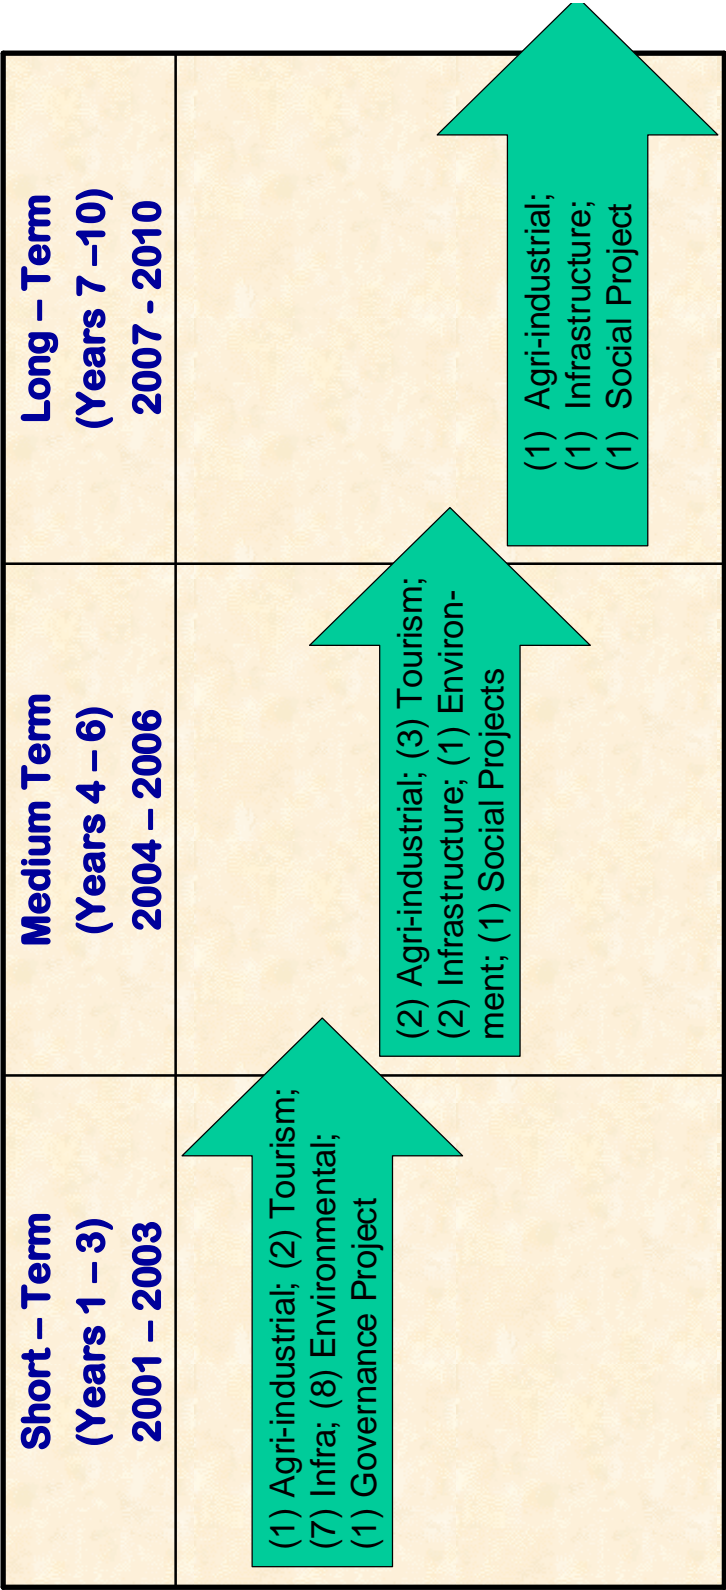 Short – Term
(Years 1 – 3)
2001 – 2003
Medium Term
(Years 4 – 6)
2004 – 2006
Long – Term
(Years 7 –10)
2007 - 2010
(1) Agri-industrial; (2) Tourism;
(7) Infra; (8) Environmental;
(1) Governance Project
(2) Agri-industrial; (3) Tourism;
(2) Infrastructure; (1) Environ-
ment; (1) Social Projects
(1) Agri-industrial;
(1) Infrastructure;
(1) Social Project